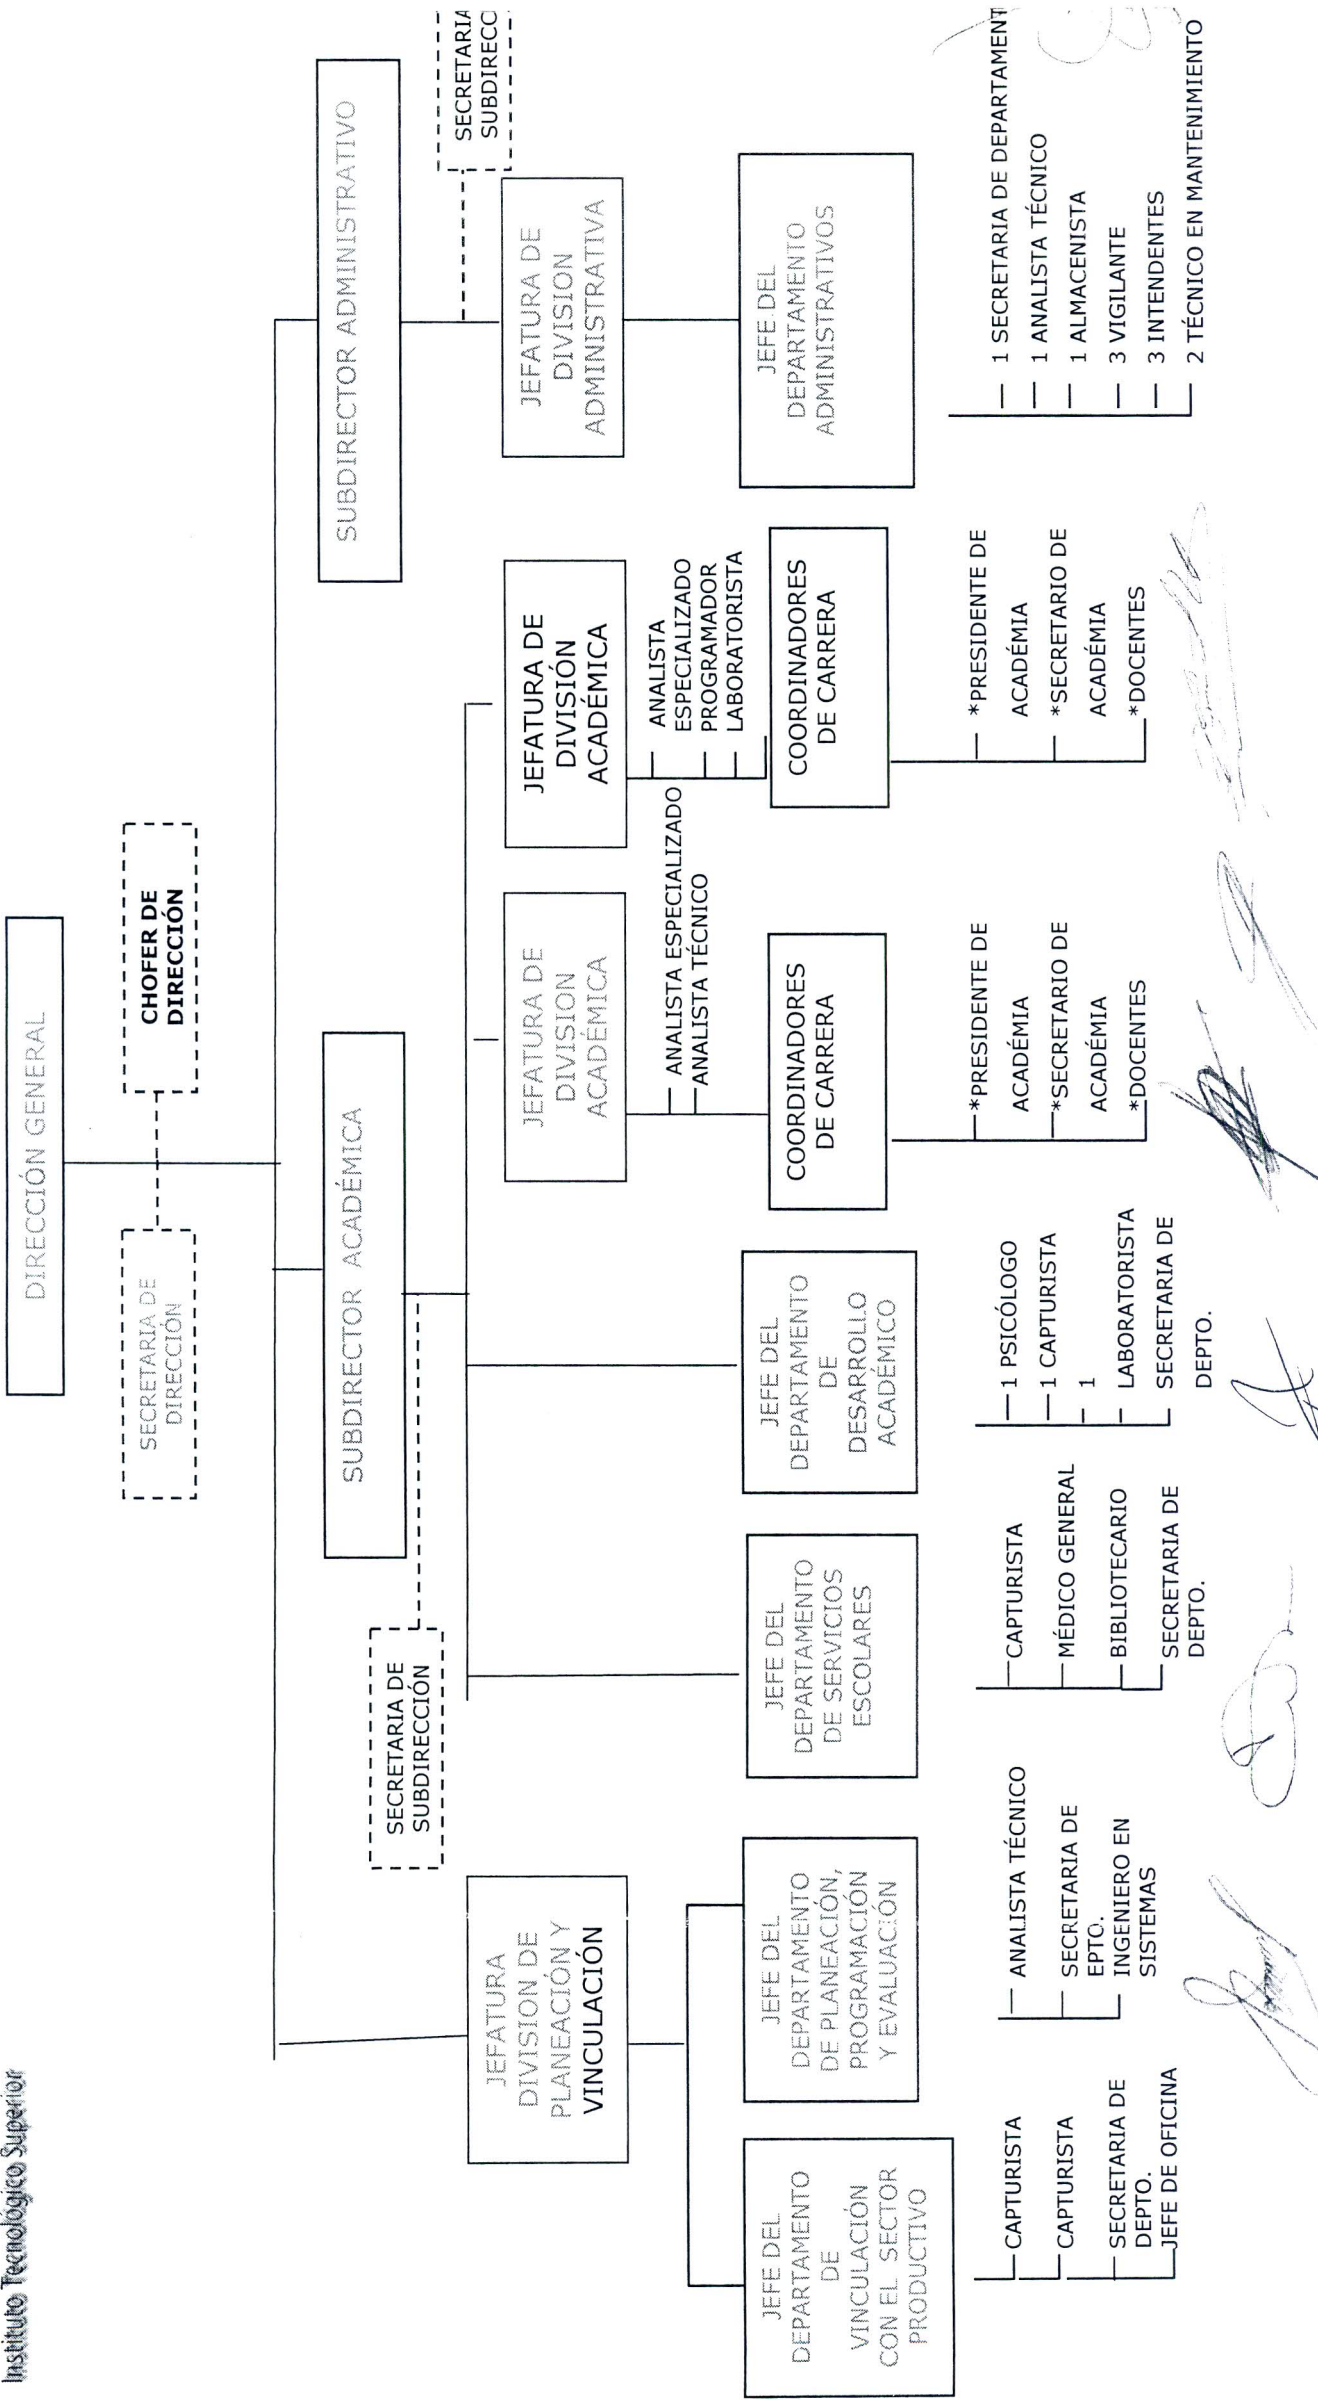 Instituto Tecnológico Superior
DIRECCIÓN GENERAL
SECRETARIA DE
DIRECCIÓN
CHOFER DE
DIRECCIÓN
SUBDIRECTOR ACADÉMICA
SUBDIRECTOR ADMINISTRATIVO
SECRETARIA DE
SUBDIRECCIÓN
SECRETARIA
SUBDIRECC
JEFATURA
DIVISION DE
PLANEACIÓN Y
VINCULACIÓN
JEFATURA DE
DIVISION
ACADÉMICA
JEFATURA DE
DIVISIÓN
ACADÉMICA
JEFATURA DE
DIVISION
ADMINISTRATIVA
ANALISTA ESPECIALIZADO
ANALISTA TÉCNICO
ANALISTA
ESPECIALIZADO
PROGRAMADOR
LABORATORISTA
JEFE DEL
DEPARTAMENTO
DE
VINCULACIÓN
CON EL SECTOR
PRODUCTIVO
JEFE DEL
DEPARTAMENTO
DE PLANEACIÓN,
PROGRAMACIÓN
Y EVALUACIÓN
JEFE DEL
DEPARTAMENTO
DE SERVICIOS
ESCOLARES
JEFE DEL
DEPARTAMENTO
DE
DESARROLLO
ACADÉMICO
COORDINADORES
DE CARRERA
COORDINADORES
DE CARRERA
JEFE DEL
DEPARTAMENTO
ADMINISTRATIVOS
CAPTURISTA
CAPTURISTA
SECRETARIA DE
DEPTO.
JEFE DE OFICINA
ANALISTA TÉCNICO
SECRETARIA DE
EPTO.
INGENIERO EN
SISTEMAS
CAPTURISTA
MÉDICO GENERAL
BIBLIOTECARIO
SECRETARIA DE
DEPTO.
1 PSICÓLOGO
1 CAPTURISTA
1
LABORATORISTA
SECRETARIA DE
DEPTO.
*PRESIDENTE DE
ACADÉMIA
*SECRETARIO DE
ACADÉMIA
*DOCENTES
*PRESIDENTE DE
ACADÉMIA
*SECRETARIO DE
ACADÉMIA
*DOCENTES
1 SECRETARIA DE DEPARTAMENT
1 ANALISTA TÉCNICO
1 ALMACENISTA
3 VIGILANTE
3 INTENDENTES
2 TÉCNICO EN MANTENIMIENTO